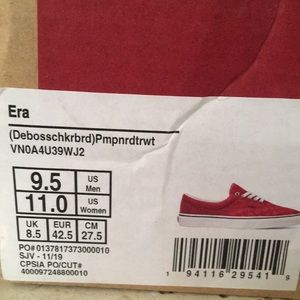 Era
(Debosschkrbrd)Pmpnrdtrwt
VN0A4U39WJ2
9.5 US Men
11.0 US Women
UK 8.5 EUR 42.5 CM 27.5
PO# 0137817373000010
SJV - 11/19
CPSIA PO/CUT#
400097248800010
1 94116 29541 9